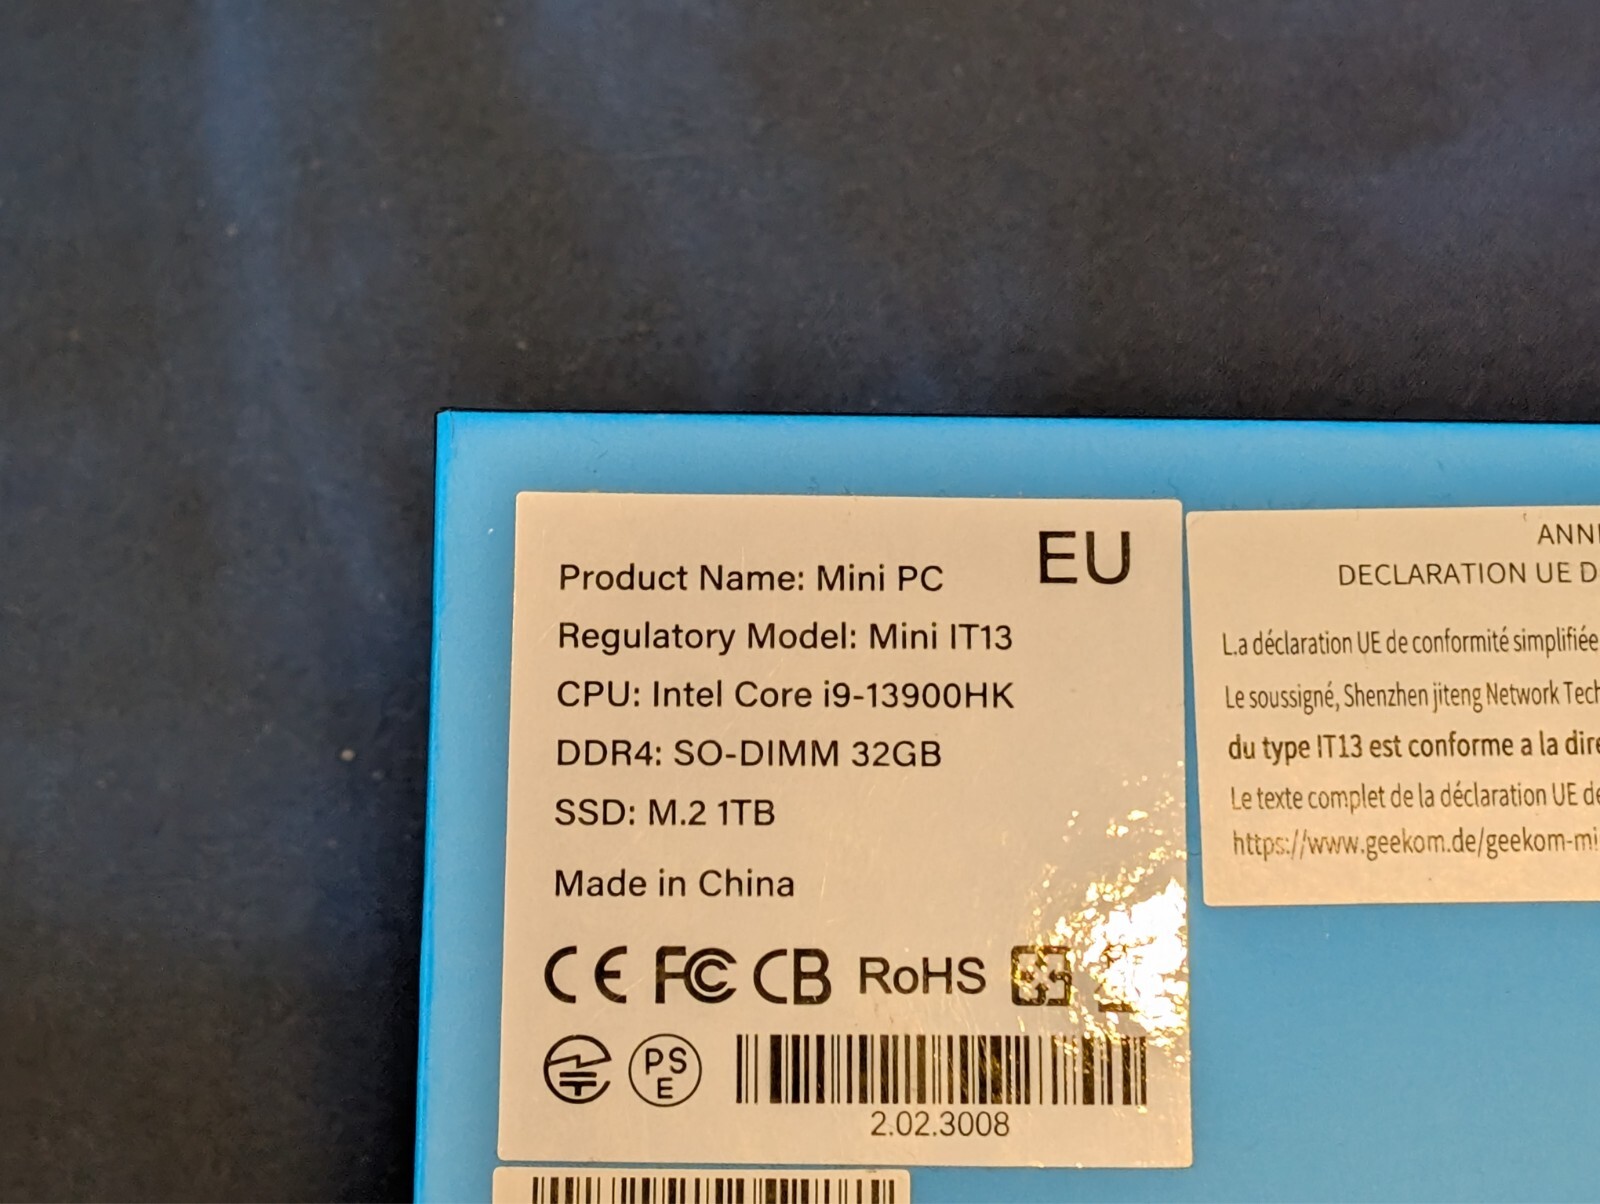 EU
Product Name: Mini PC
Regulatory Model: Mini IT13
CPU: Intel Core i9-13900HK
DDR4: SO-DIMM 32GB
SSD: M.2 1TB
Made in China
CE FC CB RoHS
PS
E
2.02.3008
ANN
DECLARATION UE D
L.a déclaration UE de conformité simplifiée
Le soussigné, Shenzhen jiteng Network Tech
du type IT13 est conforme a la dire
Le texte complet de la déclaration UE de
https://www.geekom.de/geekom-mi